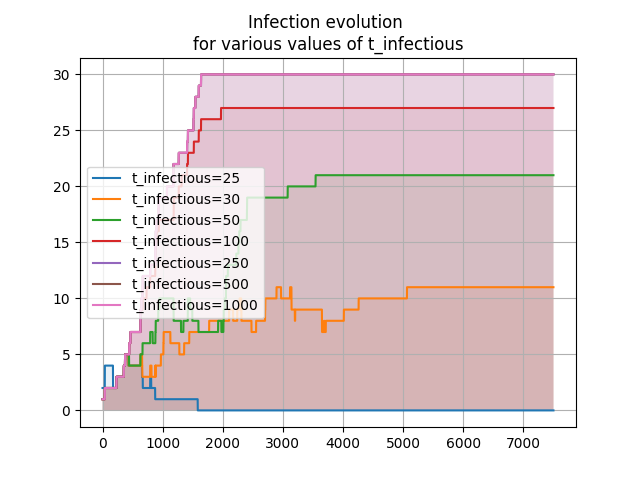 Infection evolution
for various values of t_infectious
30
25
20
15
10
5
0
t_infectious=25
t_infectious=30
t_infectious=50
t_infectious=100
t_infectious=250
t_infectious=500
t_infectious=1000
0 1000 2000 3000 4000 5000 6000 7000